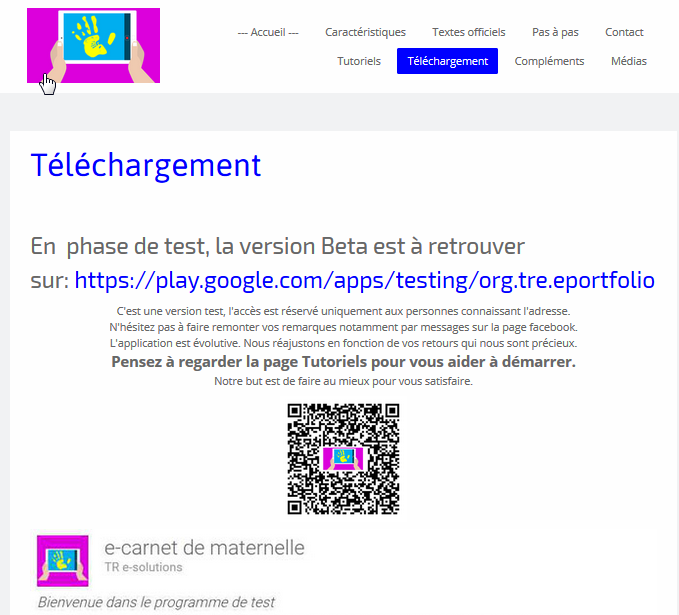 --- Accueil --- Caractéristiques Textes officiels Pas à pas Contact
Tutoriels Téléchargement Compléments Médias
Téléchargement
En phase de test, la version Beta est à retrouver
sur: https://play.google.com/apps/testing/org.tre.eportfolio
C'est une version test, l'accès est réservé uniquement aux personnes connaissant l'adresse.
N'hésitez pas à faire remonter vos remarques notamment par messages sur la page facebook.
L'application est évolutive. Nous réajustons en fonction de vos retours qui nous sont précieux.
Pensez à regarder la page Tutoriels pour vous aider à démarrer.
Notre but est de faire au mieux pour vous satisfaire.
e-carnet de maternelle
TR e-solutions
Bienvenue dans le programme de test